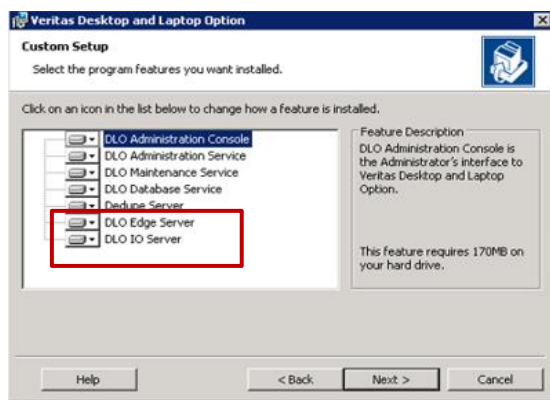 Veritas Desktop and Laptop Option
Custom Setup
Select the program features you want installed.
Click on an icon in the list below to change how a feature is installed.
DLO Administration Console
DLO Administration Service
DLO Maintenance Service
DLO Database Service
Dedupe Server
DLO Edge Server
DLO IO Server
Feature Description
DLO Administration Console is
the Administrator's interface to
Veritas Desktop and Laptop
Option.
This feature requires 170MB on
your hard drive.
Help
< Back
Next >
Cancel